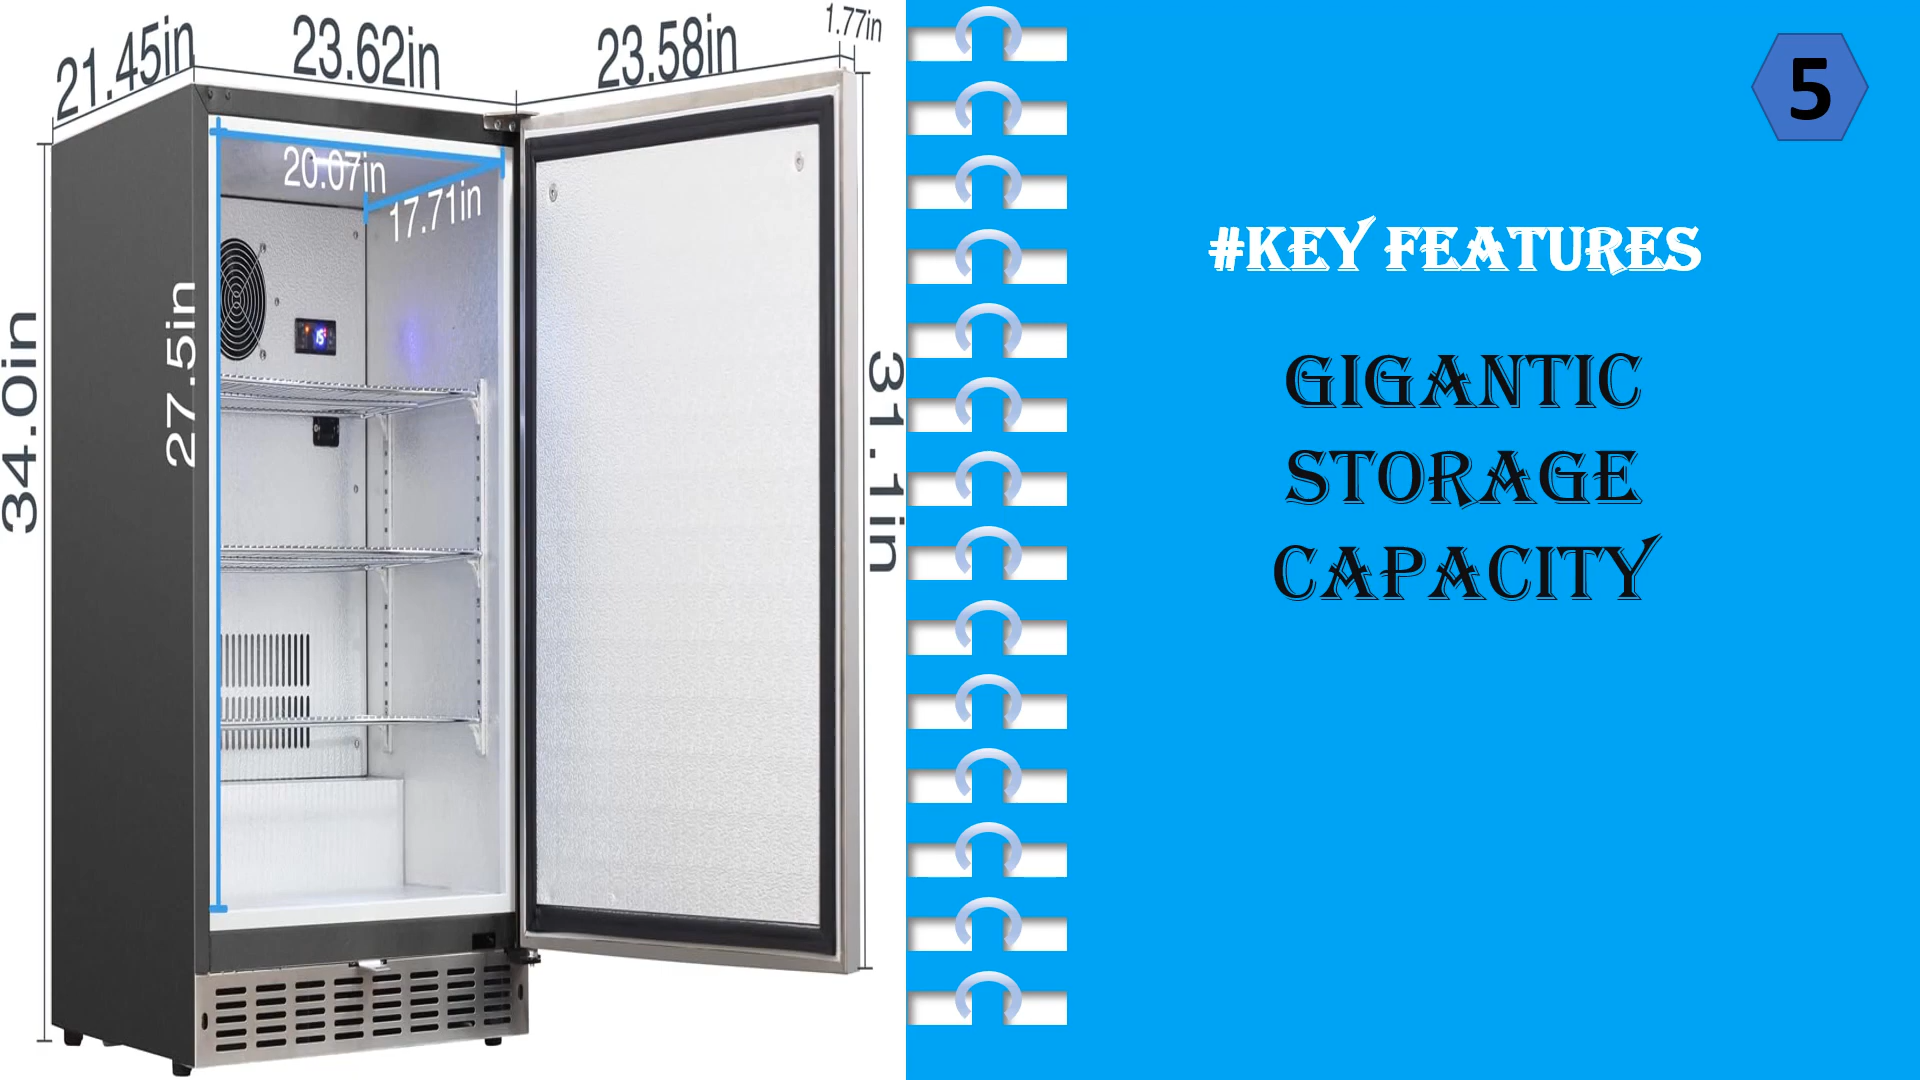 21.45in
23.62in
23.58in
1.77in
20.07in
17.71in
27.5in
34.0in
31.1in
15
5
#KEY FEATURES
GIGANTIC
STORAGE
CAPACITY